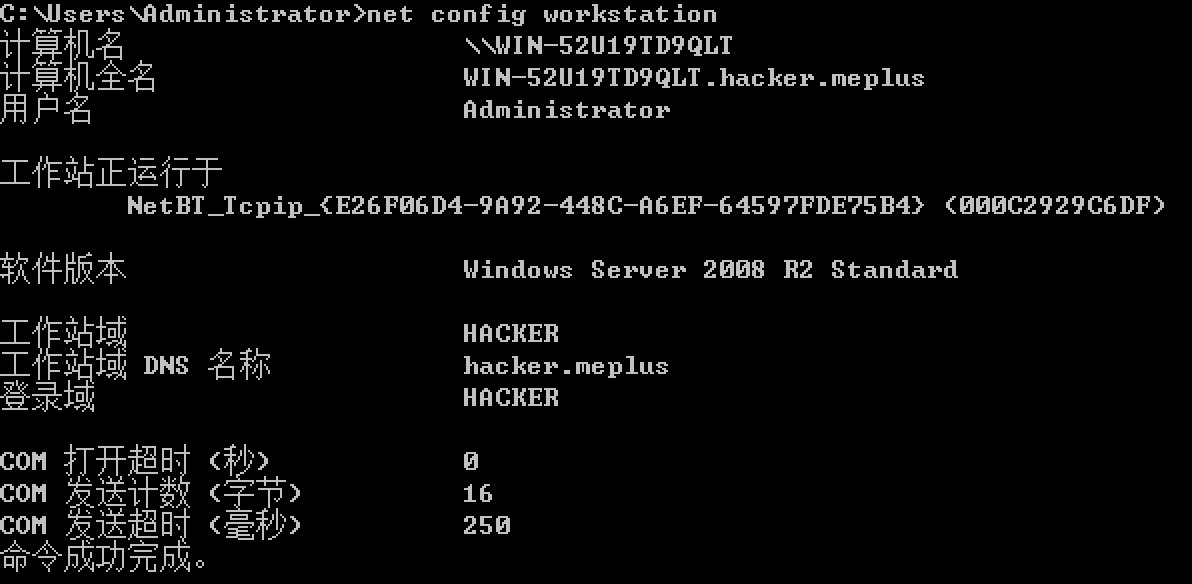 C:\Users\Administrator>net config workstation
计算机名 \\WIN-52U19TD9QLT
计算机全名 WIN-52U19TD9QLT.hacker.meplus
用户名 Administrator
工作站正运行于
NetBT_Tcpip_{E26F06D4-9A92-448C-A6EF-64597FDE75B4} (000C2929C6DF)
软件版本 Windows Server 2008 R2 Standard
工作站域 HACKER
工作站域 DNS 名称 hacker.meplus
登录域 HACKER
COM 打开超时 (秒) 0
COM 发送计数 (字节) 16
COM 发送超时 (毫秒) 250
命令成功完成。